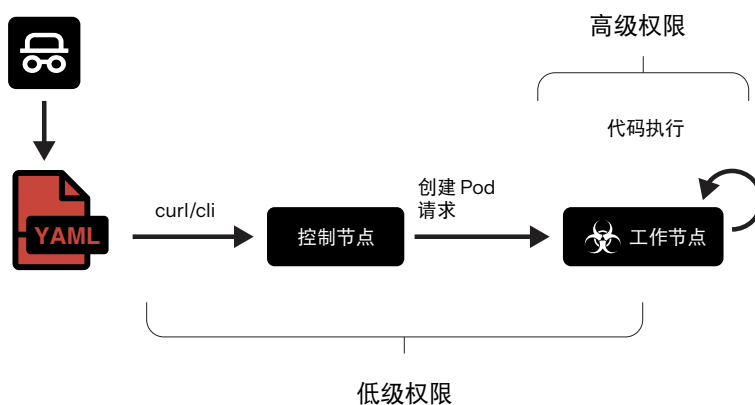 高级权限
代码执行
创建 Pod
请求
curl/cli
YAML
控制节点
工作节点
低级权限